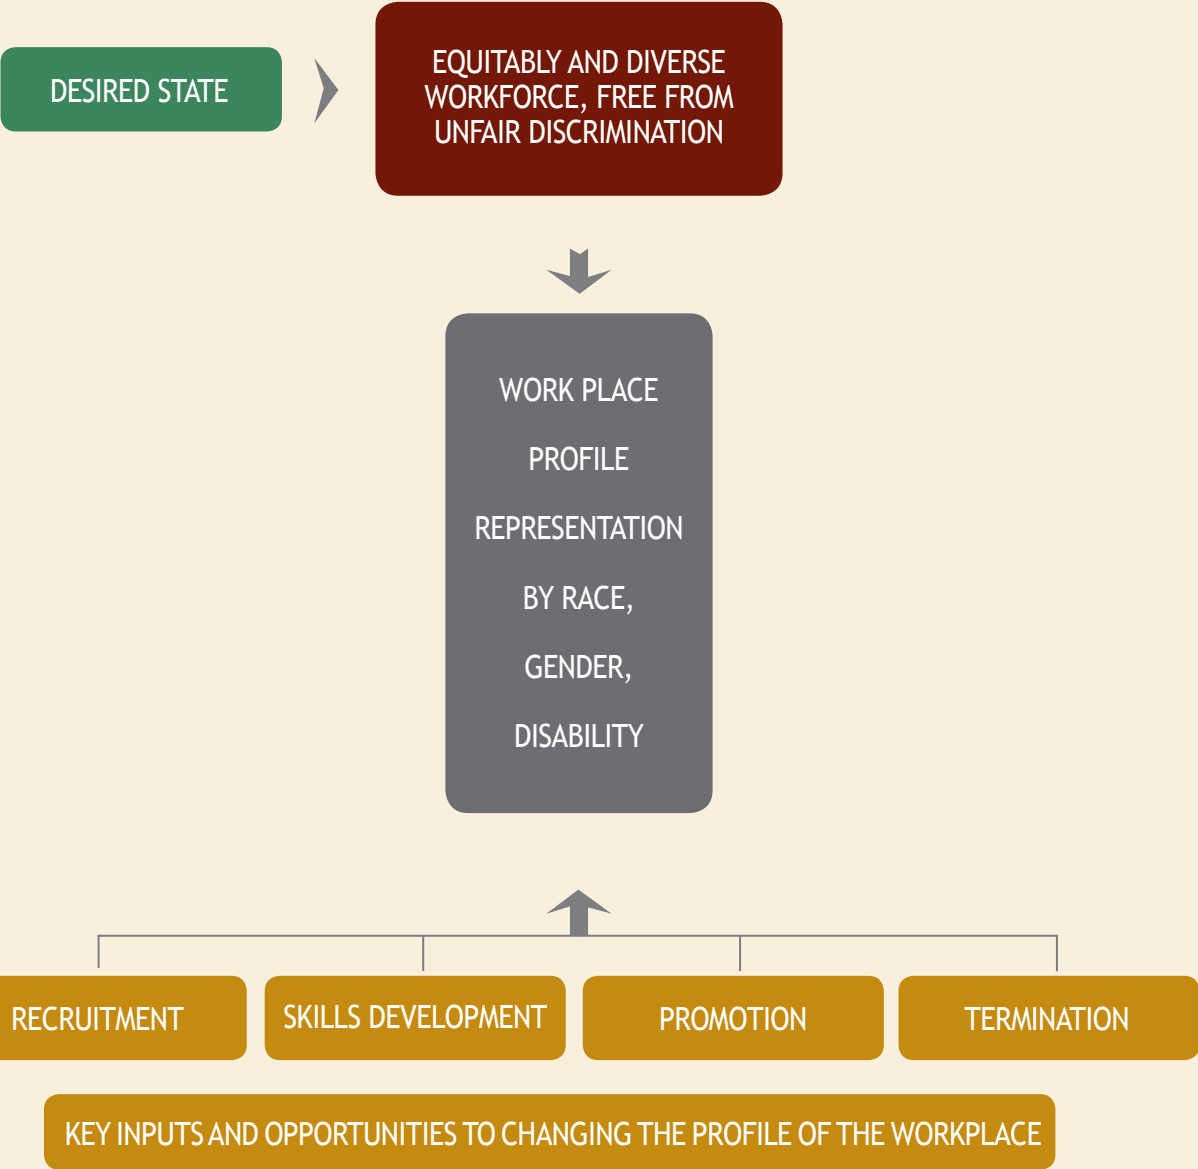 DESIRED STATE
EQUITABLY AND DIVERSE
WORKFORCE, FREE FROM
UNFAIR DISCRIMINATION
WORK PLACE
PROFILE
REPRESENTATION
BY RACE,
GENDER,
DISABILITY
RECRUITMENT
SKILLS DEVELOPMENT
PROMOTION
TERMINATION
KEY INPUTS AND OPPORTUNITIES TO CHANGING THE PROFILE OF THE WORKPLACE